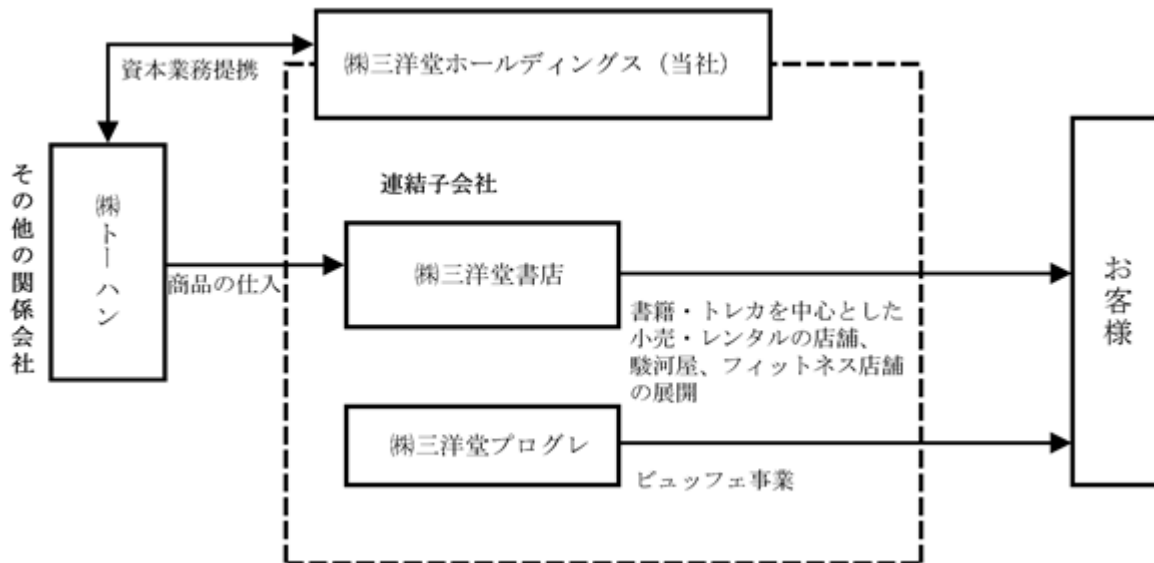 ㈱三洋堂ホールディングス（当社）
資本業務提携
その他の関係会社
㈱トーハン
連結子会社
商品の仕入
㈱三洋堂書店
書籍・トレカを中心とした
小売・レンタルの店舗、
駿河屋、フィットネス店舗
の展開
㈱三洋堂プログレ
ビュッフェ事業
お客様